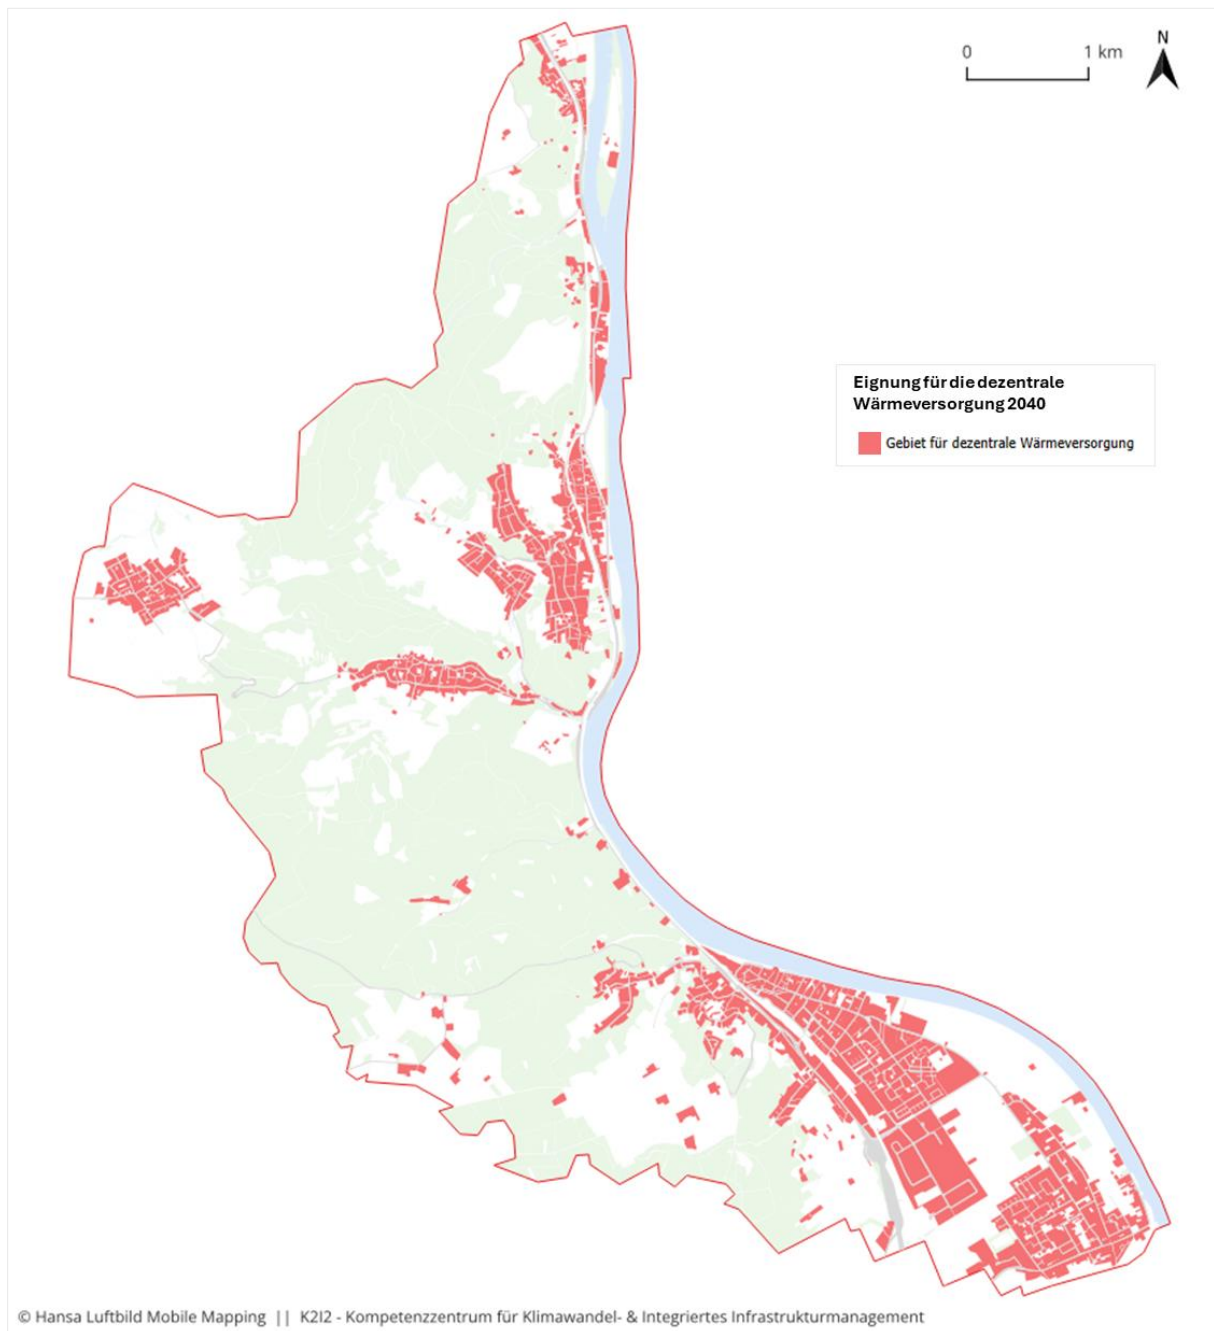 0 1 km N
Eignung für die dezentrale
Wärmeversorgung 2040
Gebiet für dezentrale Wärmeversorgung
© Hansa Luftbild Mobile Mapping || K2I2 - Kompetenzzentrum für Klimawandel- & Integriertes Infrastrukturmanagement